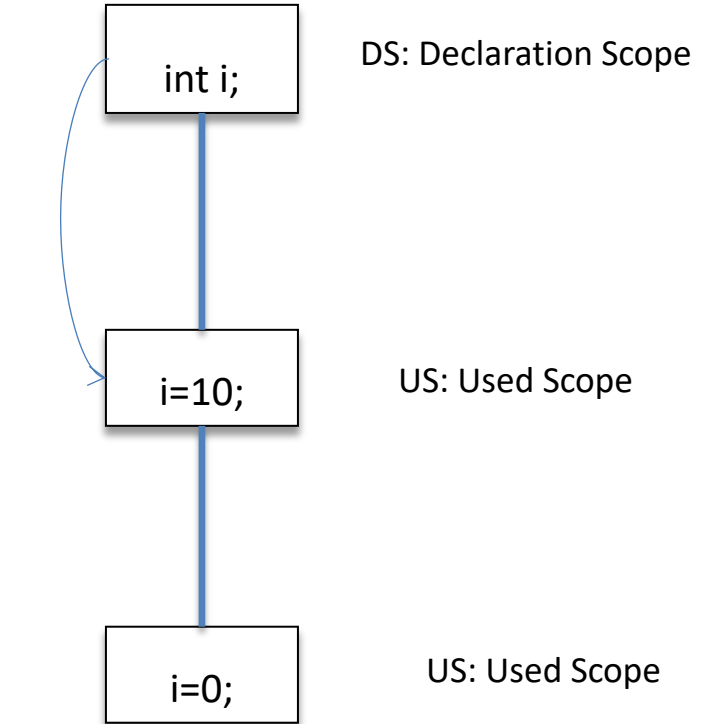 int i;
DS: Declaration Scope
i=10;
US: Used Scope
i=0;
US: Used Scope